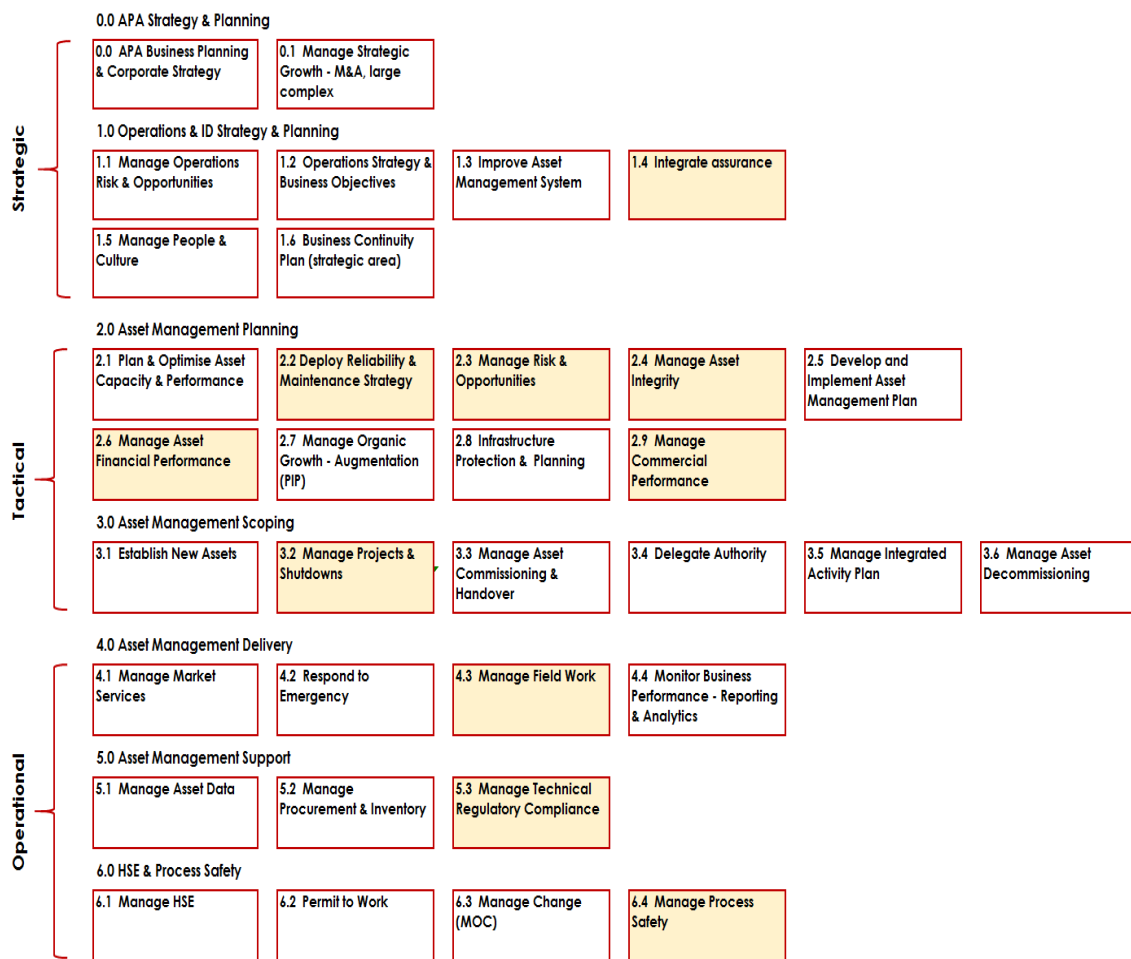 0.0 APA Strategy & Planning
0.0 APA Business Planning
& Corporate Strategy
0.1 Manage Strategic
Growth - M&A, large
complex
Strategic
1.0 Operations & ID Strategy & Planning
1.1 Manage Operations
Risk & Opportunities
1.2 Operations Strategy &
Business Objectives
1.3 Improve Asset
Management System
1.4 Integrate assurance
1.5 Manage People &
Culture
1.6 Business Continuity
Plan (strategic area)
Tactical
2.0 Asset Management Planning
2.1 Plan & Optimise Asset
Capacity & Performance
2.2 Deploy Reliability &
Maintenance Strategy
2.3 Manage Risk &
Opportunities
2.4 Manage Asset
Integrity
2.5 Develop and
Implement Asset
Management Plan
2.6 Manage Asset
Financial Performance
2.7 Manage Organic
Growth - Augmentation
(PIP)
2.8 Infrastructure
Protection & Planning
2.9 Manage
Commercial
Performance
3.0 Asset Management Scoping
3.1 Establish New Assets
3.2 Manage Projects &
Shutdowns
3.3 Manage Asset
Commissioning &
Handover
3.4 Delegate Authority
3.5 Manage Integrated
Activity Plan
3.6 Manage Asset
Decommissioning
Operational
4.0 Asset Management Delivery
4.1 Manage Market
Services
4.2 Respond to
Emergency
4.3 Manage Field Work
4.4 Monitor Business
Performance - Reporting
& Analytics
5.0 Asset Management Support
5.1 Manage Asset Data
5.2 Manage
Procurement & Inventory
5.3 Manage Technical
Regulatory Compliance
6.0 HSE & Process Safety
6.1 Manage HSE
6.2 Permit to Work
6.3 Manage Change
(MOC)
6.4 Manage Process
Safety